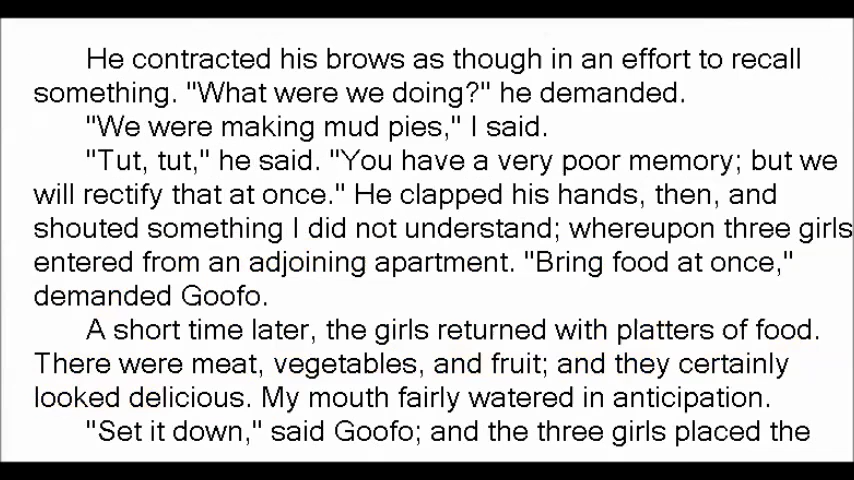 He contracted his brows as though in an effort to recall
something. "What were we doing?" he demanded.
"We were making mud pies," I said.
"Tut, tut," he said. "You have a very poor memory; but we
will rectify that at once." He clapped his hands, then, and
shouted something I did not understand; whereupon three girls
entered from an adjoining apartment. "Bring food at once,"
demanded Goofo.
A short time later, the girls returned with platters of food.
There were meat, vegetables, and fruit; and they certainly
looked delicious. My mouth fairly watered in anticipation.
"Set it down," said Goofo; and the three girls placed the